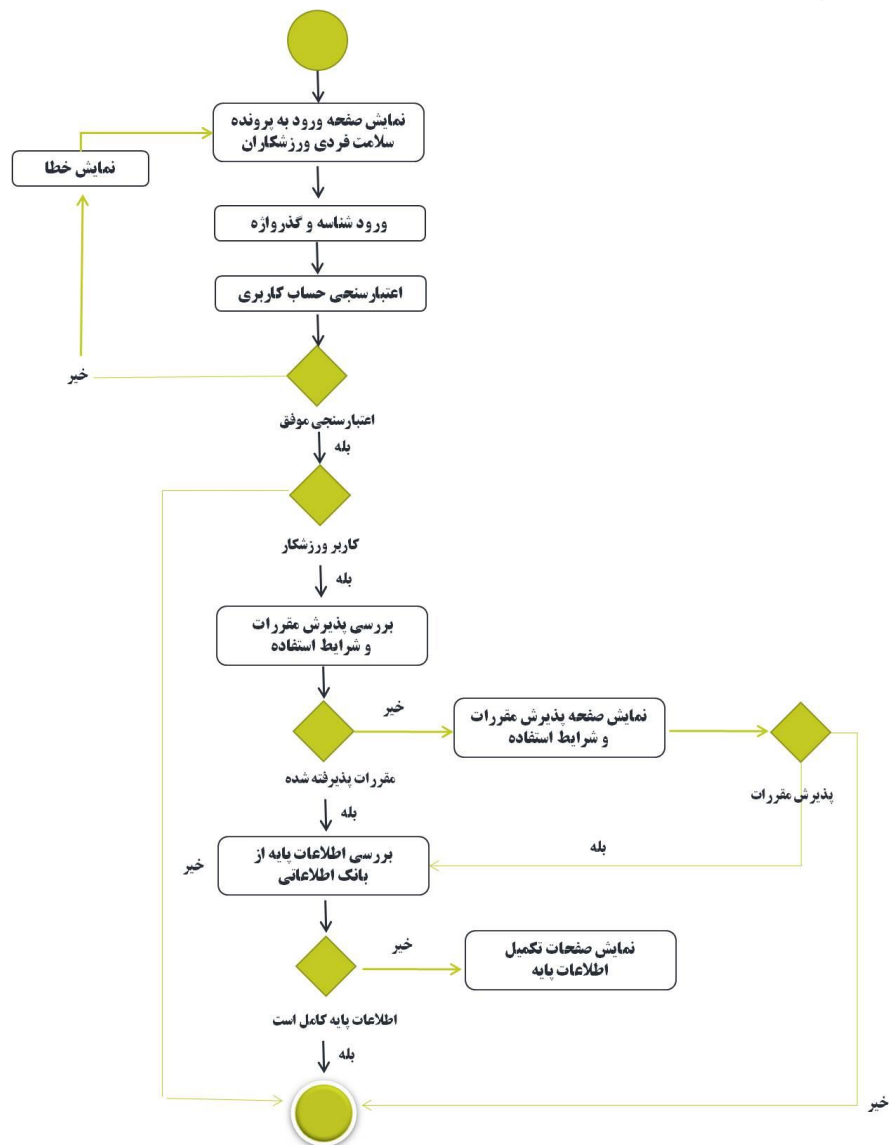 نمایش صفحه ورود به پرونده
سلامت فردی ورزشکاران
نمایش خطا
ورود شناسه و گذرواژه
اعتبارسنجی حساب کاربری
خیر
اعتبارسنجی موفق
بله
کاربر ورزشکار
بله
بررسی پذیرش مقررات
و شرایط استفاده
خیر
نمایش صفحه پذیرش مقررات
و شرایط استفاده
مقررات پذیرفته شده
پذیرش مقررات
بله
بله
بررسی اطلاعات پایه از
بانک اطلاعاتی
خیر
خیر
نمایش صفحات تکمیل
اطلاعات پایه
اطلاعات پایه کامل است
بله
خیر